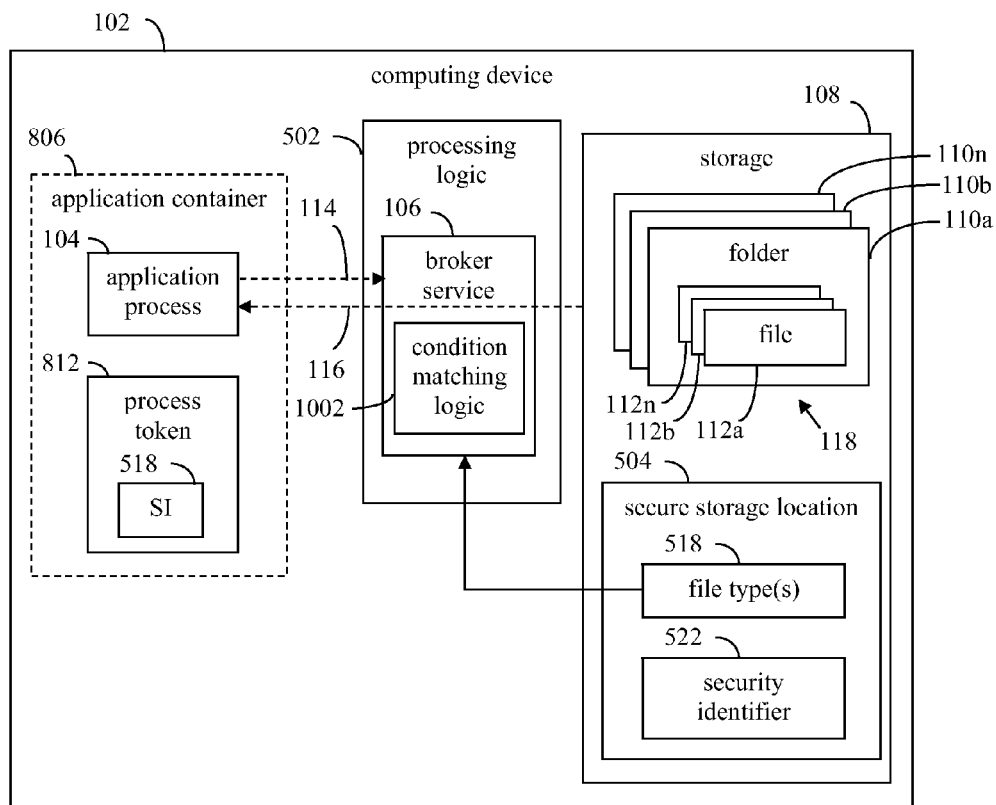 102
computing device
108
806
502
processing
logic
storage
110n
110b
110a
application container
114
106
104
application
process
broker
service
folder
file
116
condition
matching
logic
1002
812
process
token
518
SI
112n
112b
112a
118
504
secure storage location
518
file type(s)
522
security
identifier